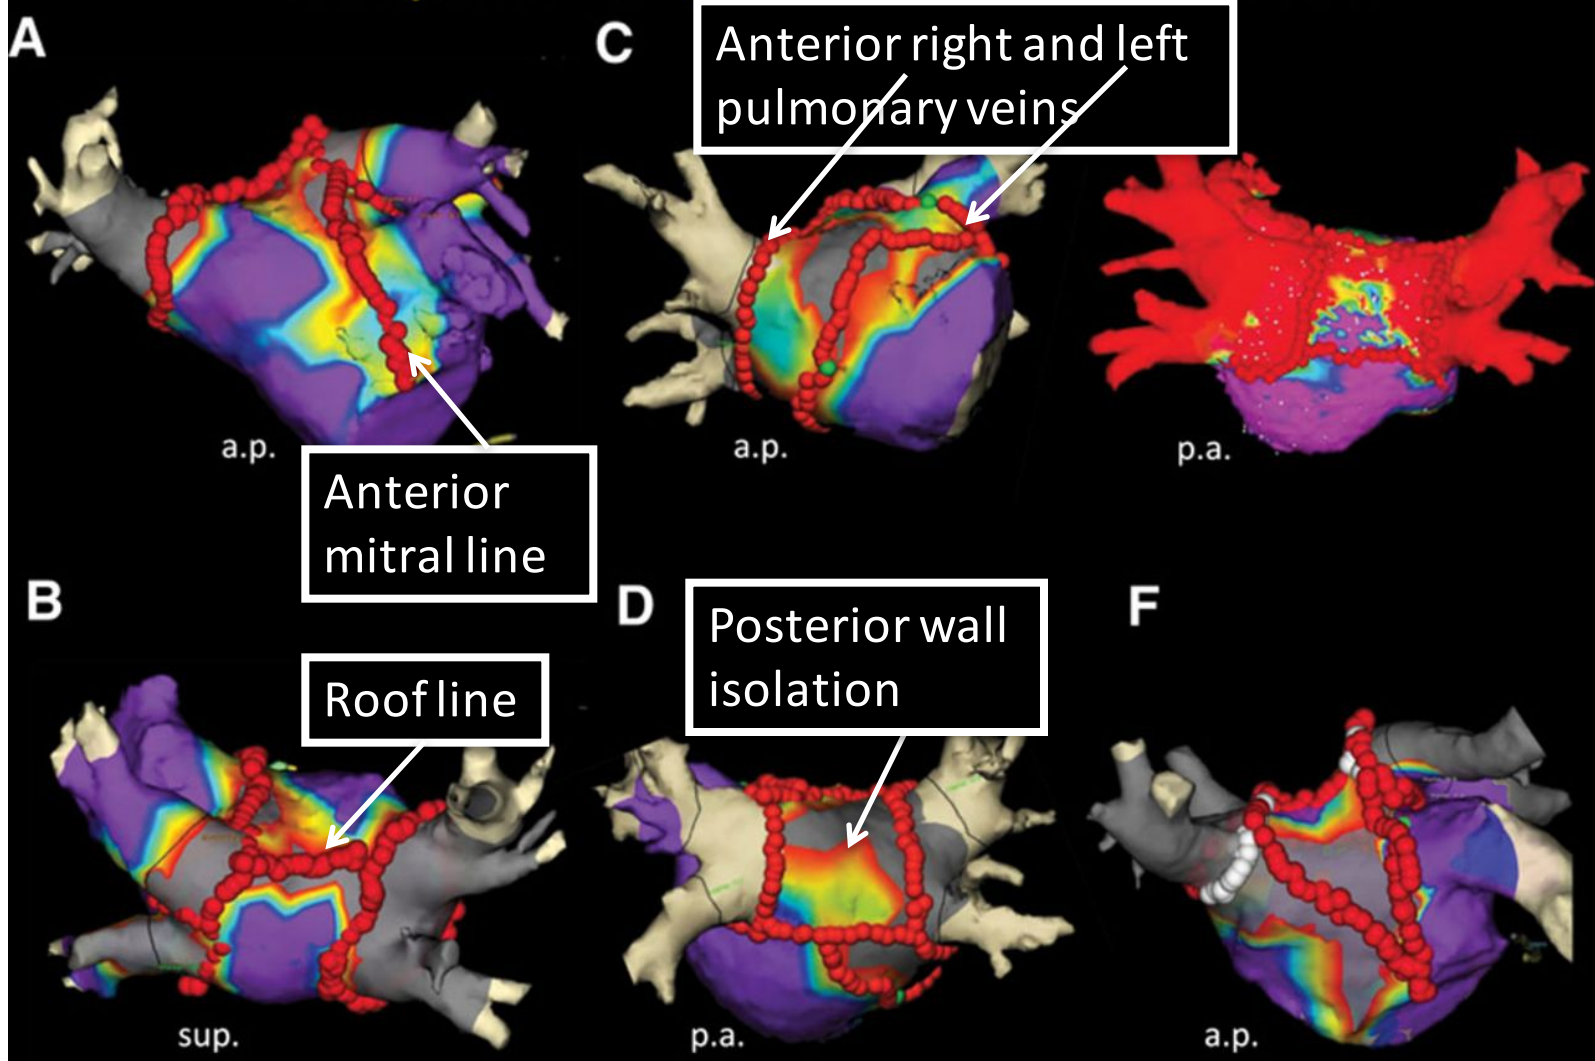 A
C
Anterior right and left
pulmonary veins
a.p.
a.p.
p.a.
Anterior
mitral line
B
D
F
Posterior wall
isolation
Roof line
sup.
p.a.
a.p.